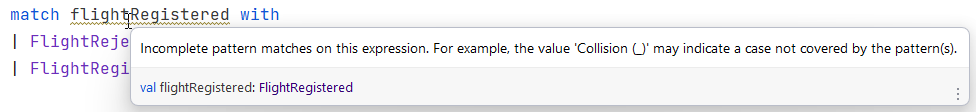 match flightRegistered with
| FlightReje
Incomplete pattern matches on this expression. For example, the value 'Collision (_)' may indicate a case not covered by the pattern(s).
| FlightRegi
val flightRegistered: FlightRegistered